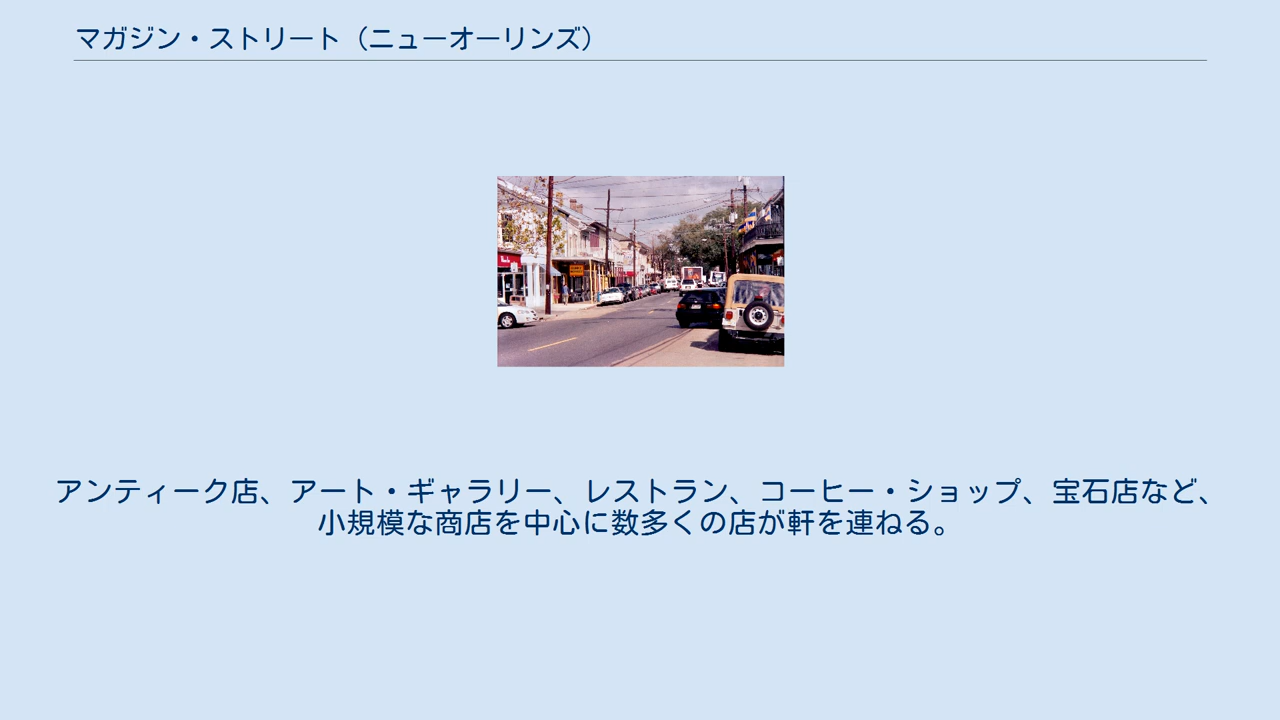 マガジン・ストリート（ニューオーリンズ）
アンティーク店、アート・ギャラリー、レストラン、コーヒー・ショップ、宝石店など、
小規模な商店を中心に数多くの店が軒を連ねる。